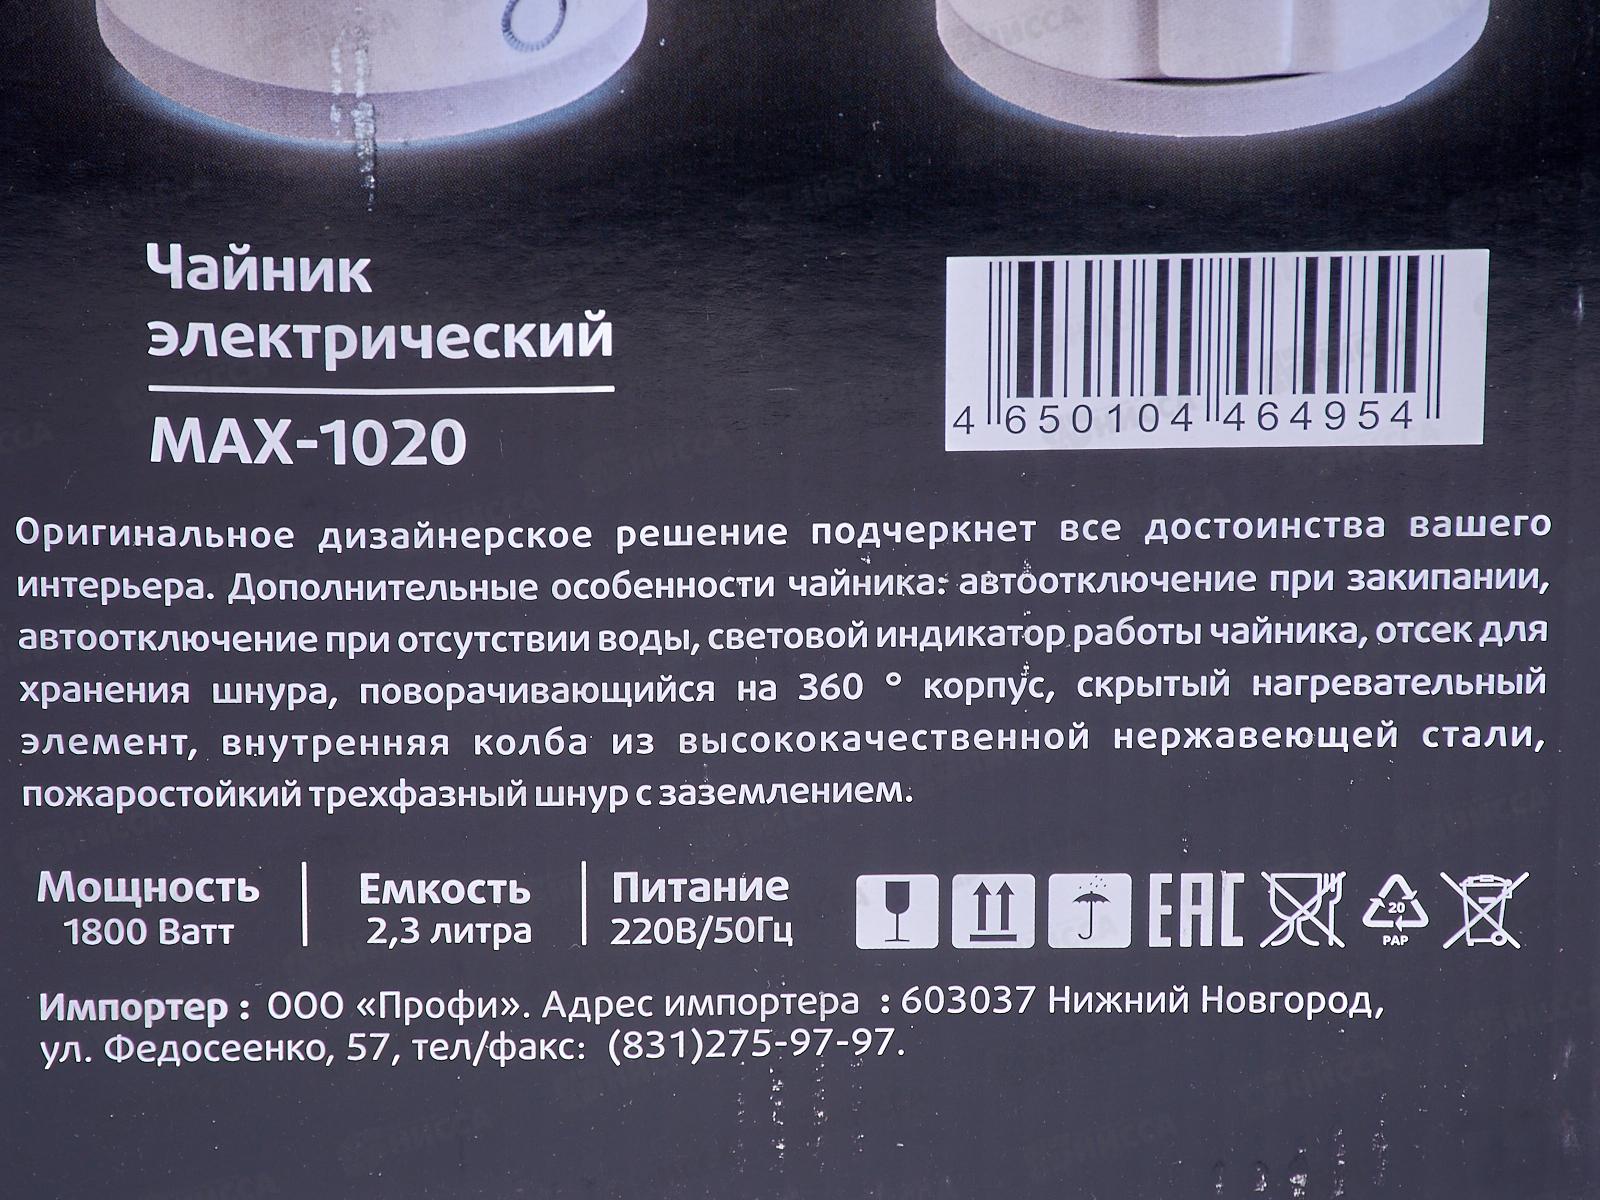 Чайник
электрический
MAX-1020
4 650104 464954
Оригинальное дизайнерское решение подчеркнет все достоинства вашего
интерьера. Дополнительные особенности чайника: автоотключение при закипании,
автоотключение при отсутствии воды, световой индикатор работы чайника, отсек для
хранения шнура, поворачивающийся на 360 ° корпус, скрытый нагревательный
элемент, внутренняя колба из высококачественной нержавеющей стали,
пожаростойкий трехфазный шнур с заземлением.
Мощность
1800 Ватт
Емкость
2,3 литра
Питание
220В/50Гц
EAC
20
PAP
Импортер : ООО «Профи». Адрес импортера : 603037 Нижний Новгород,
ул. Федосеенко, 57, тел/факс: (831)275-97-97.